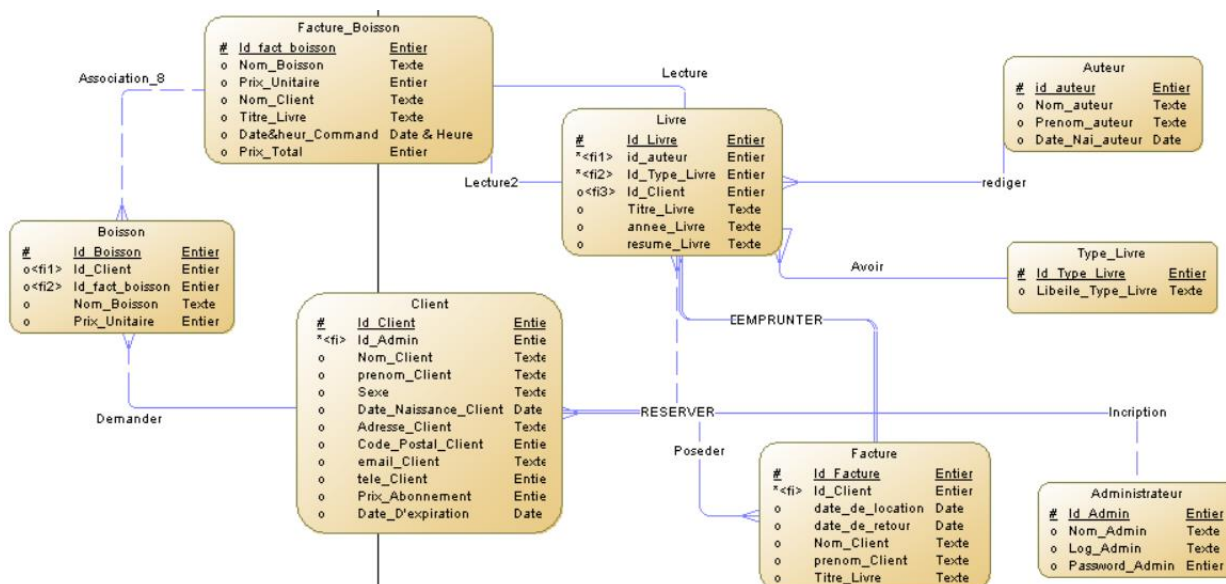 Facture_Boisson
# Id_fact_boisson Entier
o Nom_Boisson Texte
o Prix_Unitaire Entier
o Nom_Client Texte
o Titre_Livre Texte
o Date&heur_Command Date & Heure
o Prix_Total Entier
Association_8
Lecture
Lecture2
Livre
# Id_Livre Entier
*<fi1> id_auteur Entier
*<fi2> Id_Type_Livre Entier
o<fi3> Id_Client Entier
o Titre_Livre Texte
o annee_Livre Texte
o resume_Livre Texte
Auteur
# id_auteur Entier
o Nom_auteur Texte
o Prenom_auteur Texte
o Date_Nai_auteur Date
rediger
Avoir
Type_Livre
# Id_Type_Livre Entier
o Libeile_Type_Livre Texte
Boisson
# Id_Boisson Entier
o<fi1> Id_Client Entier
o<fi2> Id_fact_boisson Entier
o Nom_Boisson Texte
o Prix_Unitaire Entier
Demander
Client
# Id_Client Entie
*<fi> Id_Admin Entie
o Nom_Client Texte
o prenom_Client Texte
o Sexe Texte
o Date_Naissance_Client Date
o Adresse_Client Texte
o Code_Postal_Client Entie
o email_Client Texte
o tele_Client Entie
o Prix_Abonnement Entie
o Date_D'expiration Date
EMPRUNTER
RESERVER
Incription
Poseder
Facture
# Id_Facture Entier
*<fi> Id_Client Entier
o date_de_location Date
o date_de_retour Date
o Nom_Client Texte
o prenom_Client Texte
o Titre_Livre Texte
Administrateur
# Id_Admin Entier
o Nom_Admin Texte
o Log_Admin Texte
o Password_Admin Entier